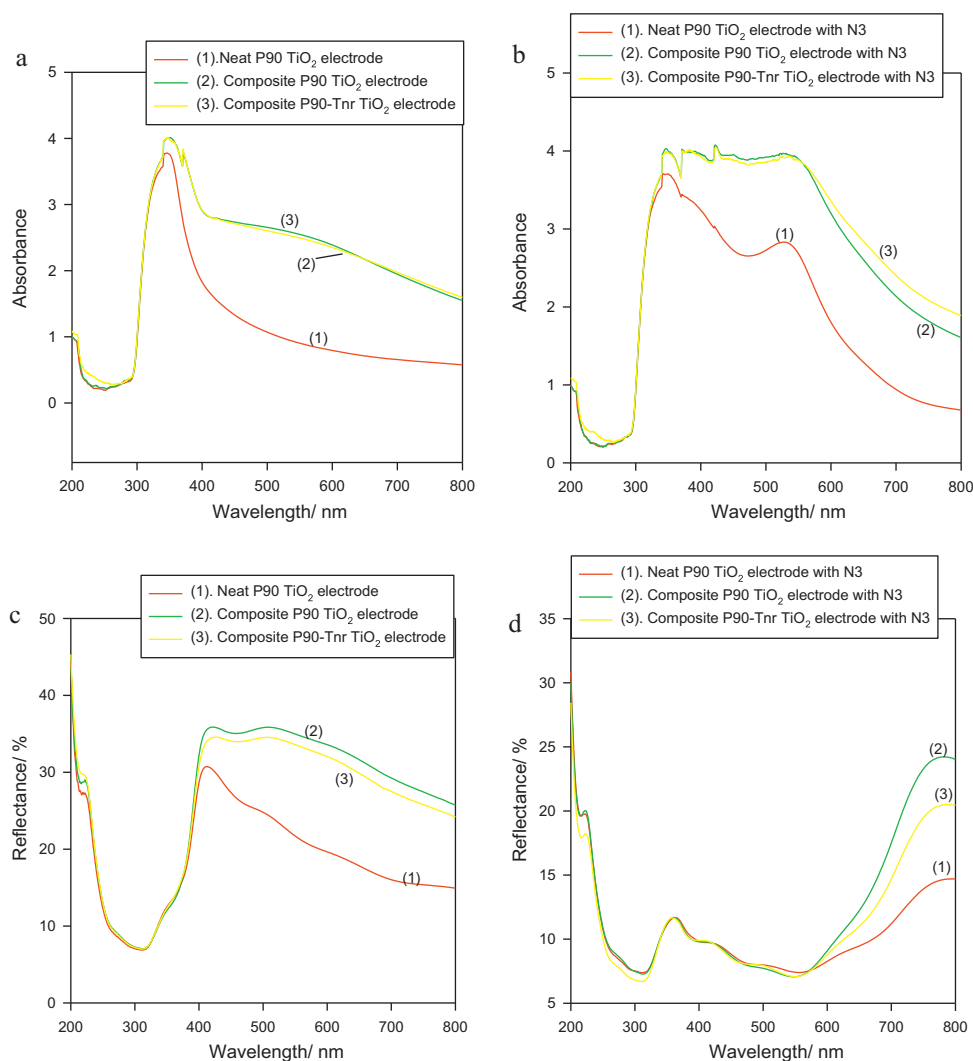 a
(1).Neat P90 TiO2 electrode
(2). Composite P90 TiO2 electrode
(3). Composite P90-Tnr TiO2 electrode
5
4
3
2
1
0
Absorbance
(3)
(2)
(1)
200 300 400 500 600 700 800
Wavelength/ nm
b
(1). Neat P90 TiO2 electrode with N3
(2). Composite P90 TiO2 electrode with N3
(3). Composite P90-Tnr TiO2 electrode with N3
5
4
3
2
1
0
Absorbance
(1)
(3)
(2)
200 300 400 500 600 700 800
Wavelength/ nm
c
(1). Neat P90 TiO2 electrode
(2). Composite P90 TiO2 electrode
(3). Composite P90-Tnr TiO2 electrode
50
40
30
20
10
0
Reflectance/ %
(2)
(3)
(1)
200 300 400 500 600 700 800
Wavelength/ nm
d
(1). Neat P90 TiO2 electrode with N3
(2). Composite P90 TiO2 electrode with N3
(3). Composite P90-Tnr TiO2 electrode with N3
35
30
25
20
15
10
5
Reflectance/ %
(2)
(3)
(1)
200 300 400 500 600 700 800
Wavelength/ nm